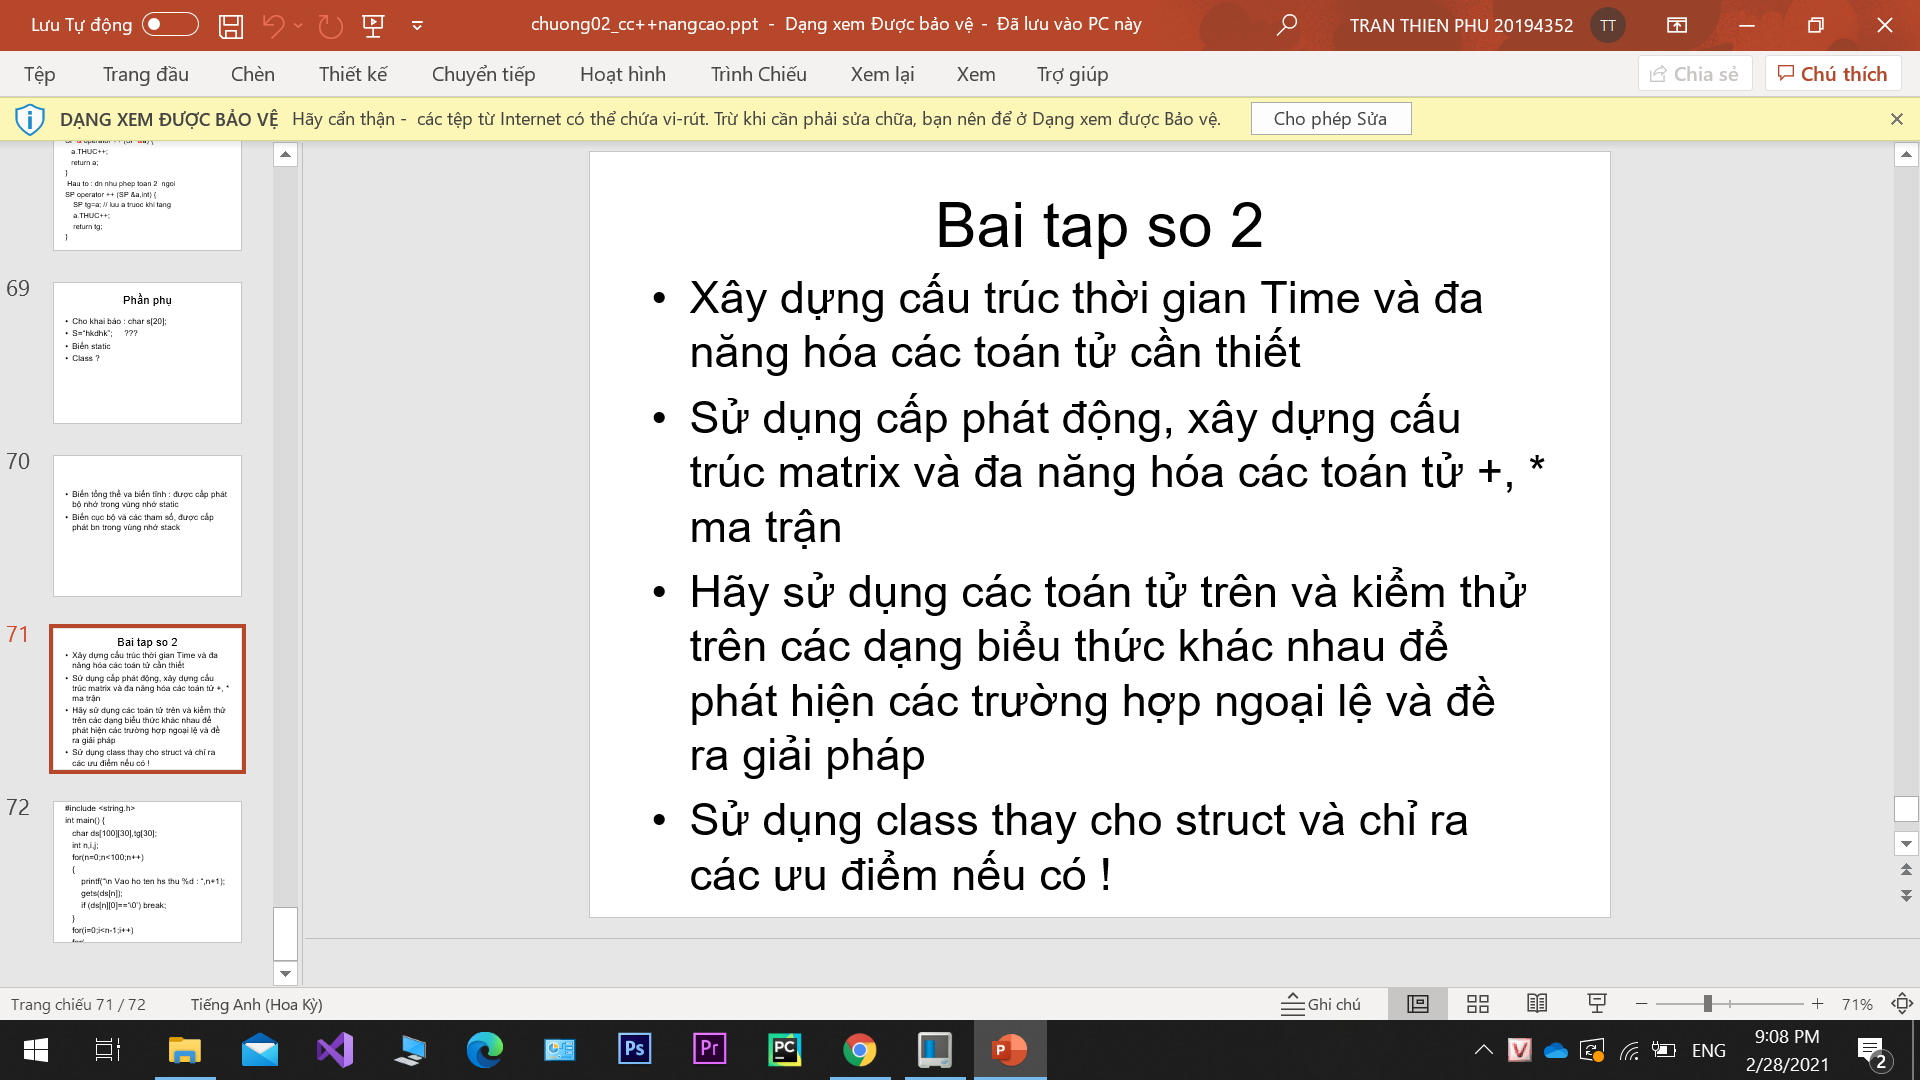 Lưu Tự động
chuong02_cc++nangcao.ppt - Dạng xem Được bảo vệ - Đã lưu vào PC này
TRAN THIEN PHU 20194352
TT
Tệp Trang đầu Chèn Thiết kế Chuyển tiếp Hoạt hình Trình Chiếu Xem lại Xem Trợ giúp
Chia sẻ
Chú thích
DẠNG XEM ĐƯỢC BẢO VỆ Hãy cẩn thận - các tệp từ Internet có thể chứa vi-rút. Trừ khi cần phải sửa chữa, bạn nên để ở Dạng xem được Bảo vệ.
Cho phép Sửa
a.THUC++;
return a;
}
Hau to : dn nhu phep toan 2 ngoi
SP operator ++ (SP &a,int) {
SP tg=a; // luu a truoc khi tang
a.THUC++;
return tg;
}
69
Phần phụ
• Cho khai báo : char s[20];
• S="hkdhk"; ???
• Biến static
• Class ?
70
• Biến tổng thể va biến tĩnh : được cấp phát
bộ nhớ trong vùng nhớ static
• Biến cục bộ và các tham số, được cấp
phát bn trong vùng nhớ stack
71
Bai tap so 2
• Xây dựng cấu trúc thời gian Time và đa
năng hóa các toán tử cần thiết
• Sử dụng cấp phát động, xây dựng cấu
trúc matrix và đa năng hóa các toán tử +, *
ma trận
• Hãy sử dụng các toán tử trên và kiểm thử
trên các dạng biểu thức khác nhau để
phát hiện các trường hợp ngoại lệ và đề
ra giải pháp
• Sử dụng class thay cho struct và chỉ ra
các ưu điểm nếu có !
72
#include <string.h>
int main() {
char ds[100][30],tg[30];
int n,i,j;
for(n=0;n<100;n++)
{
printf("\n Vao ho ten hs thu %d : ",n+1);
gets(ds[n]);
if (ds[n][0]=='\0') break;
}
for(i=0;i<n-1;i++)
Bai tap so 2
• Xây dựng cấu trúc thời gian Time và đa
năng hóa các toán tử cần thiết
• Sử dụng cấp phát động, xây dựng cấu
trúc matrix và đa năng hóa các toán tử +, *
ma trận
• Hãy sử dụng các toán tử trên và kiểm thử
trên các dạng biểu thức khác nhau để
phát hiện các trường hợp ngoại lệ và đề
ra giải pháp
• Sử dụng class thay cho struct và chỉ ra
các ưu điểm nếu có !
Trang chiếu 71 / 72
Tiếng Anh (Hoa Kỳ)
Ghi chú
71%
Ps
Pr
PC
P
V
ENG
9:08 PM
2/28/2021
2